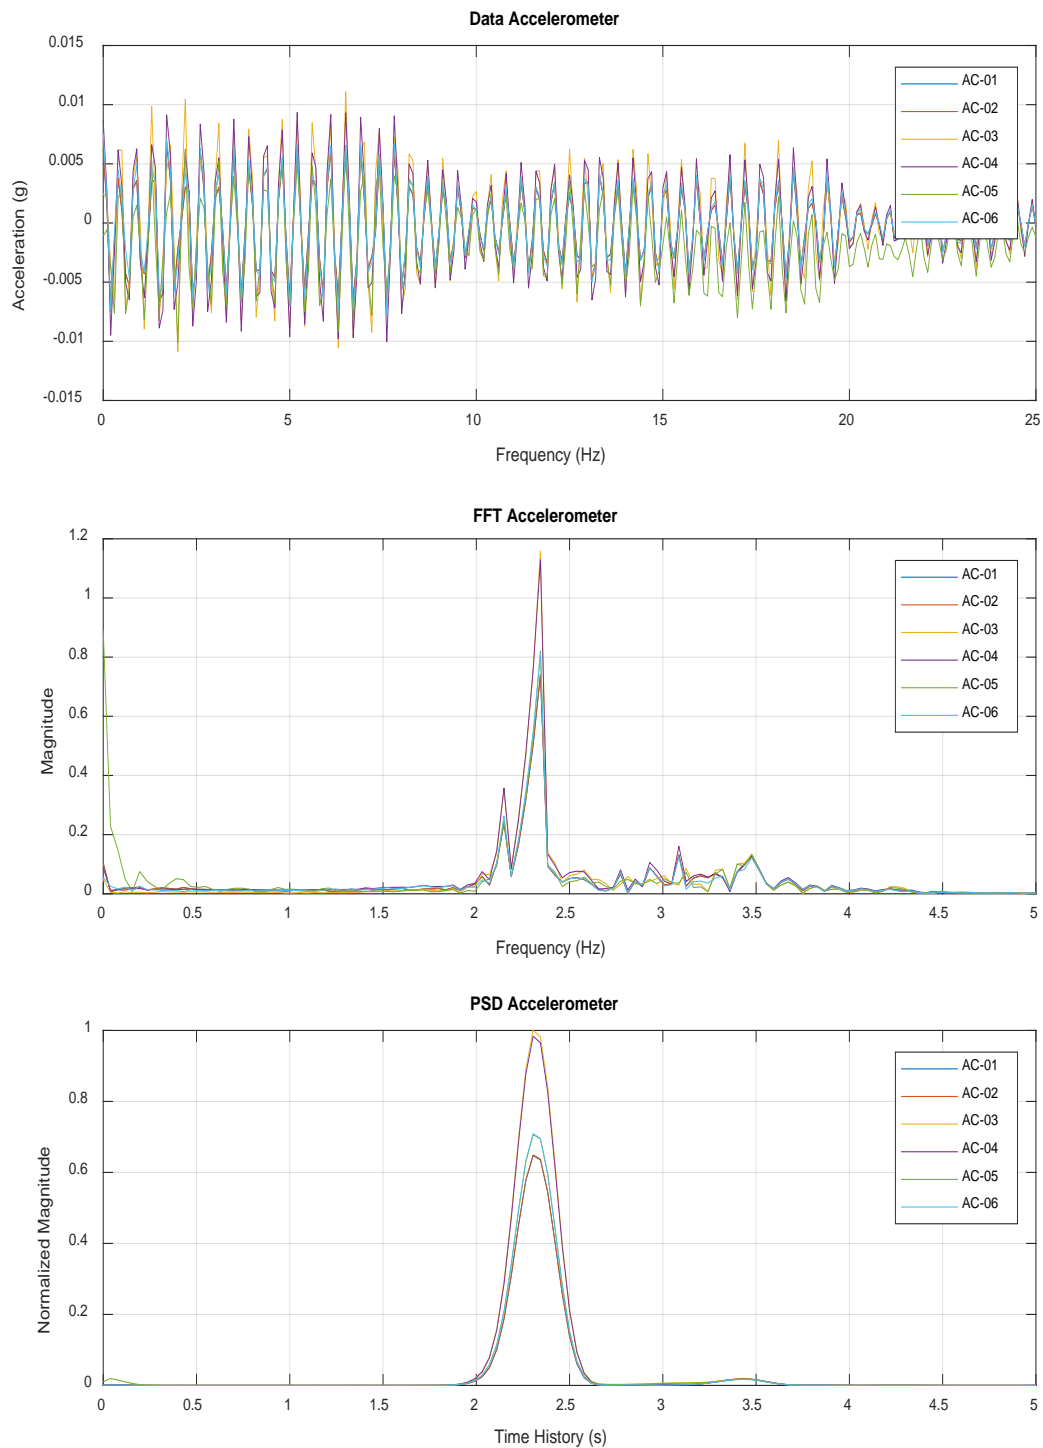 Data Accelerometer
0.015
0.01
0.005
0
-0.005
-0.01
-0.015
Acceleration (g)
0 5 10 15 20 25
Frequency (Hz)
AC-01
AC-02
AC-03
AC-04
AC-05
AC-06
FFT Accelerometer
1.2
1
0.8
0.6
0.4
0.2
0
Magnitude
0 0.5 1 1.5 2 2.5 3 3.5 4 4.5 5
Frequency (Hz)
AC-01
AC-02
AC-03
AC-04
AC-05
AC-06
PSD Accelerometer
1
0.8
0.6
0.4
0.2
0
Normalized Magnitude
0 0.5 1 1.5 2 2.5 3 3.5 4 4.5 5
Time History (s)
AC-01
AC-02
AC-03
AC-04
AC-05
AC-06